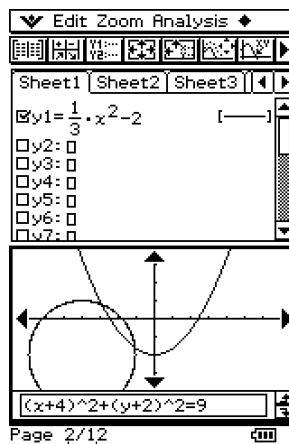 Edit Zoom Analysis ♦
Sheet1 Sheet2 Sheet3
y1=1/3·x^2-2 [—]
y2:
y3:
y4:
y5:
y6:
y7:
(x+4)^2+(y+2)^2=9
Page 2/12